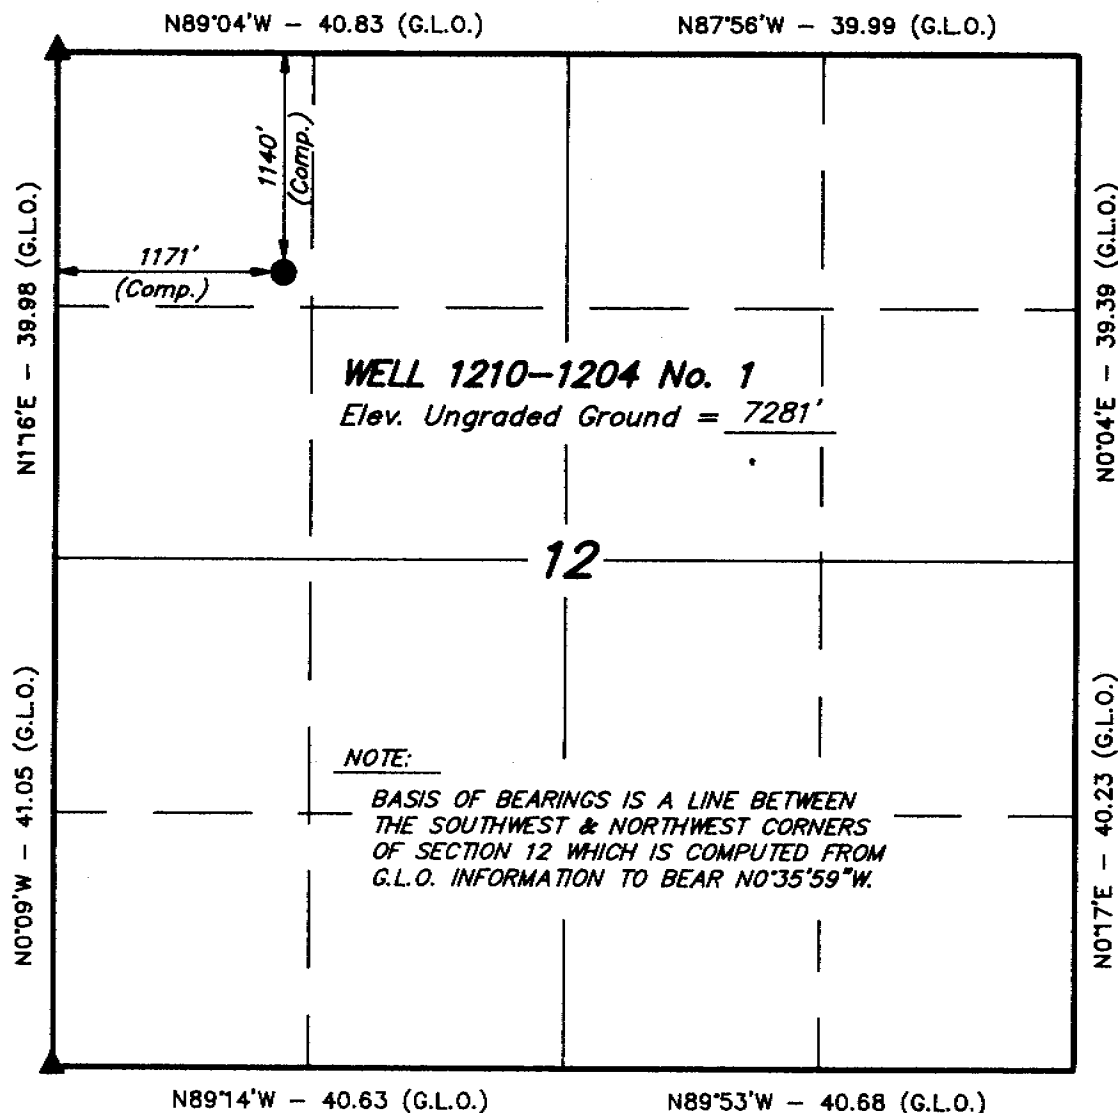 N89°04'W - 40.83 (G.L.O.)
N87°56'W - 39.99 (G.L.O.)
1140'
(Comp.)
1171'
(Comp.)
N1°16'E - 39.98 (G.L.O.)
N0°04'E - 39.39 (G.L.O.)
WELL 1210-1204 No. 1
Elev. Ungraded Ground = 7281'
12
N0°09'W - 41.05 (G.L.O.)
N0°17'E - 40.23 (G.L.O.)
NOTE:
BASIS OF BEARINGS IS A LINE BETWEEN
THE SOUTHWEST & NORTHWEST CORNERS
OF SECTION 12 WHICH IS COMPUTED FROM
G.L.O. INFORMATION TO BEAR N0°35'59"W.
N89°14'W - 40.63 (G.L.O.)
N89°53'W - 40.68 (G.L.O.)